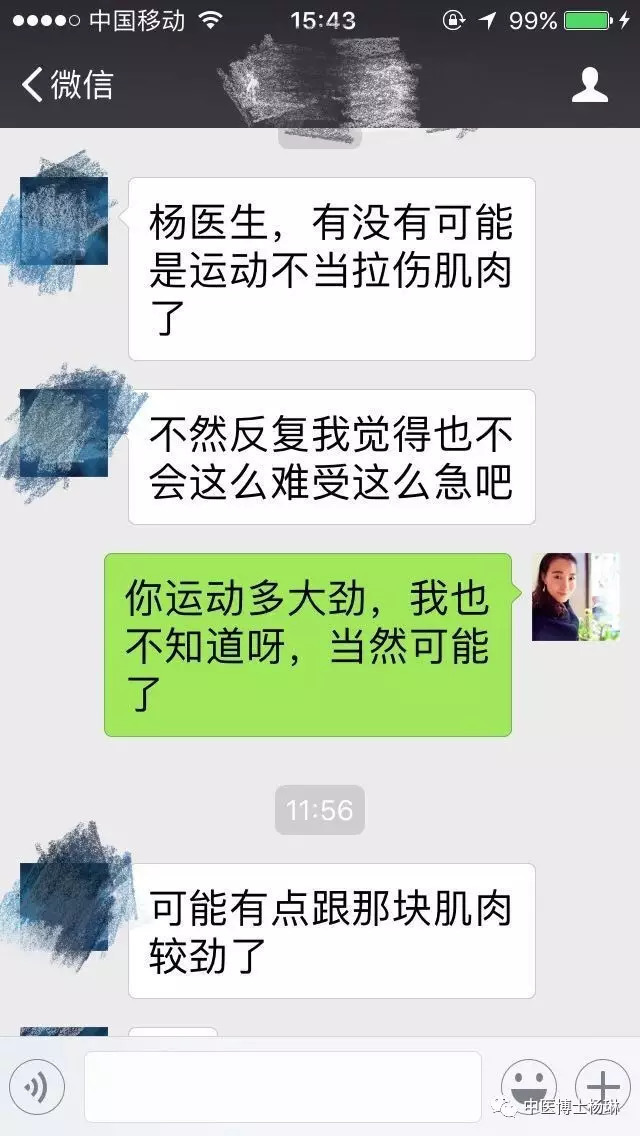 中国移动 15:43 99%
微信
杨医生，有没有可能
是运动不当拉伤肌肉
了
不然反复我觉得也不
会这么难受这么急吧
你运动多大劲，我也
不知道呀，当然可能
了
11:56
可能有点跟那块肌肉
较劲了
中医博士杨琳